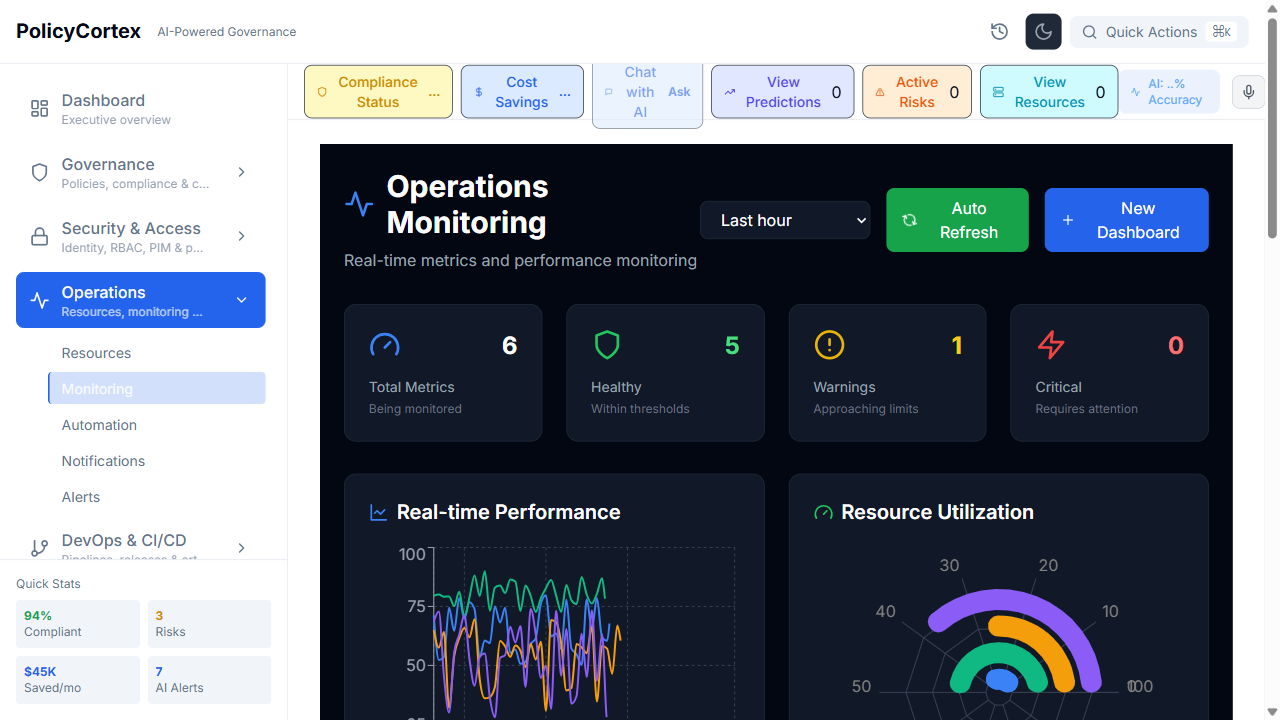 PolicyCortex
AI-Powered Governance
Quick Actions
⌘K
Dashboard
Executive overview
Governance
Policies, compliance & c...
Security & Access
Identity, RBAC, PIM & p...
Operations
Resources, monitoring ...
Resources
Monitoring
Automation
Notifications
Alerts
DevOps & CI/CD
Pipelines, releases & art...
Quick Stats
94%
Compliant
3
Risks
$45K
Saved/mo
7
AI Alerts
Compliance
Status
...
Cost
Savings
...
Chat
with
AI
Ask
View
Predictions
0
Active
Risks
0
View
Resources
0
AI: ..%
Accuracy
Operations
Monitoring
Real-time metrics and performance monitoring
Last hour
Auto
Refresh
New
Dashboard
6
Total Metrics
Being monitored
5
Healthy
Within thresholds
1
Warnings
Approaching limits
0
Critical
Requires attention
Real-time Performance
100
75
50
25
Resource Utilization
30
20
40
10
50
0
100